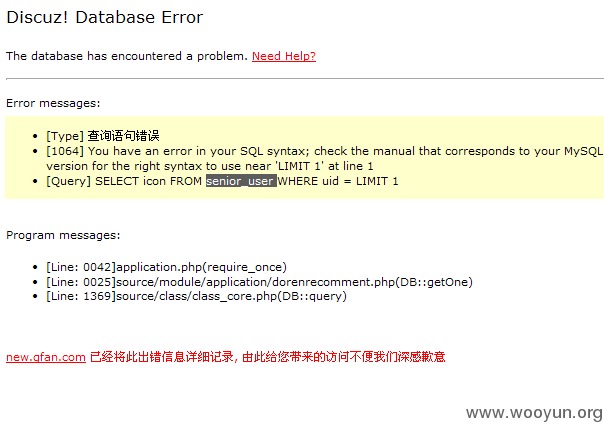 Discuz! Database Error
The database has encountered a problem. Need Help?
Error messages:
[Type] 查询语句错误
[1064] You have an error in your SQL syntax; check the manual that corresponds to your MySQL
version for the right syntax to use near 'LIMIT 1' at line 1
[Query] SELECT icon FROM senior_user WHERE uid = LIMIT 1
Program messages:
[Line: 0042]application.php(require_once)
[Line: 0025]source/module/application/dorenrecomment.php(DB::getOne)
[Line: 1369]source/class/class_core.php(DB::query)
new.gfan.com 已经将此出错信息详细记录, 由此给您带来的访问不便我们深感歉意
www.wooyun.org